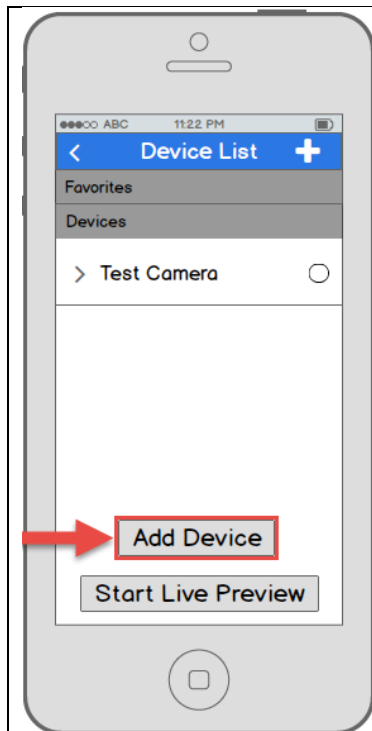 ABC 11:22 PM
Device List
Favorites
Devices
Test Camera
Add Device
Start Live Preview